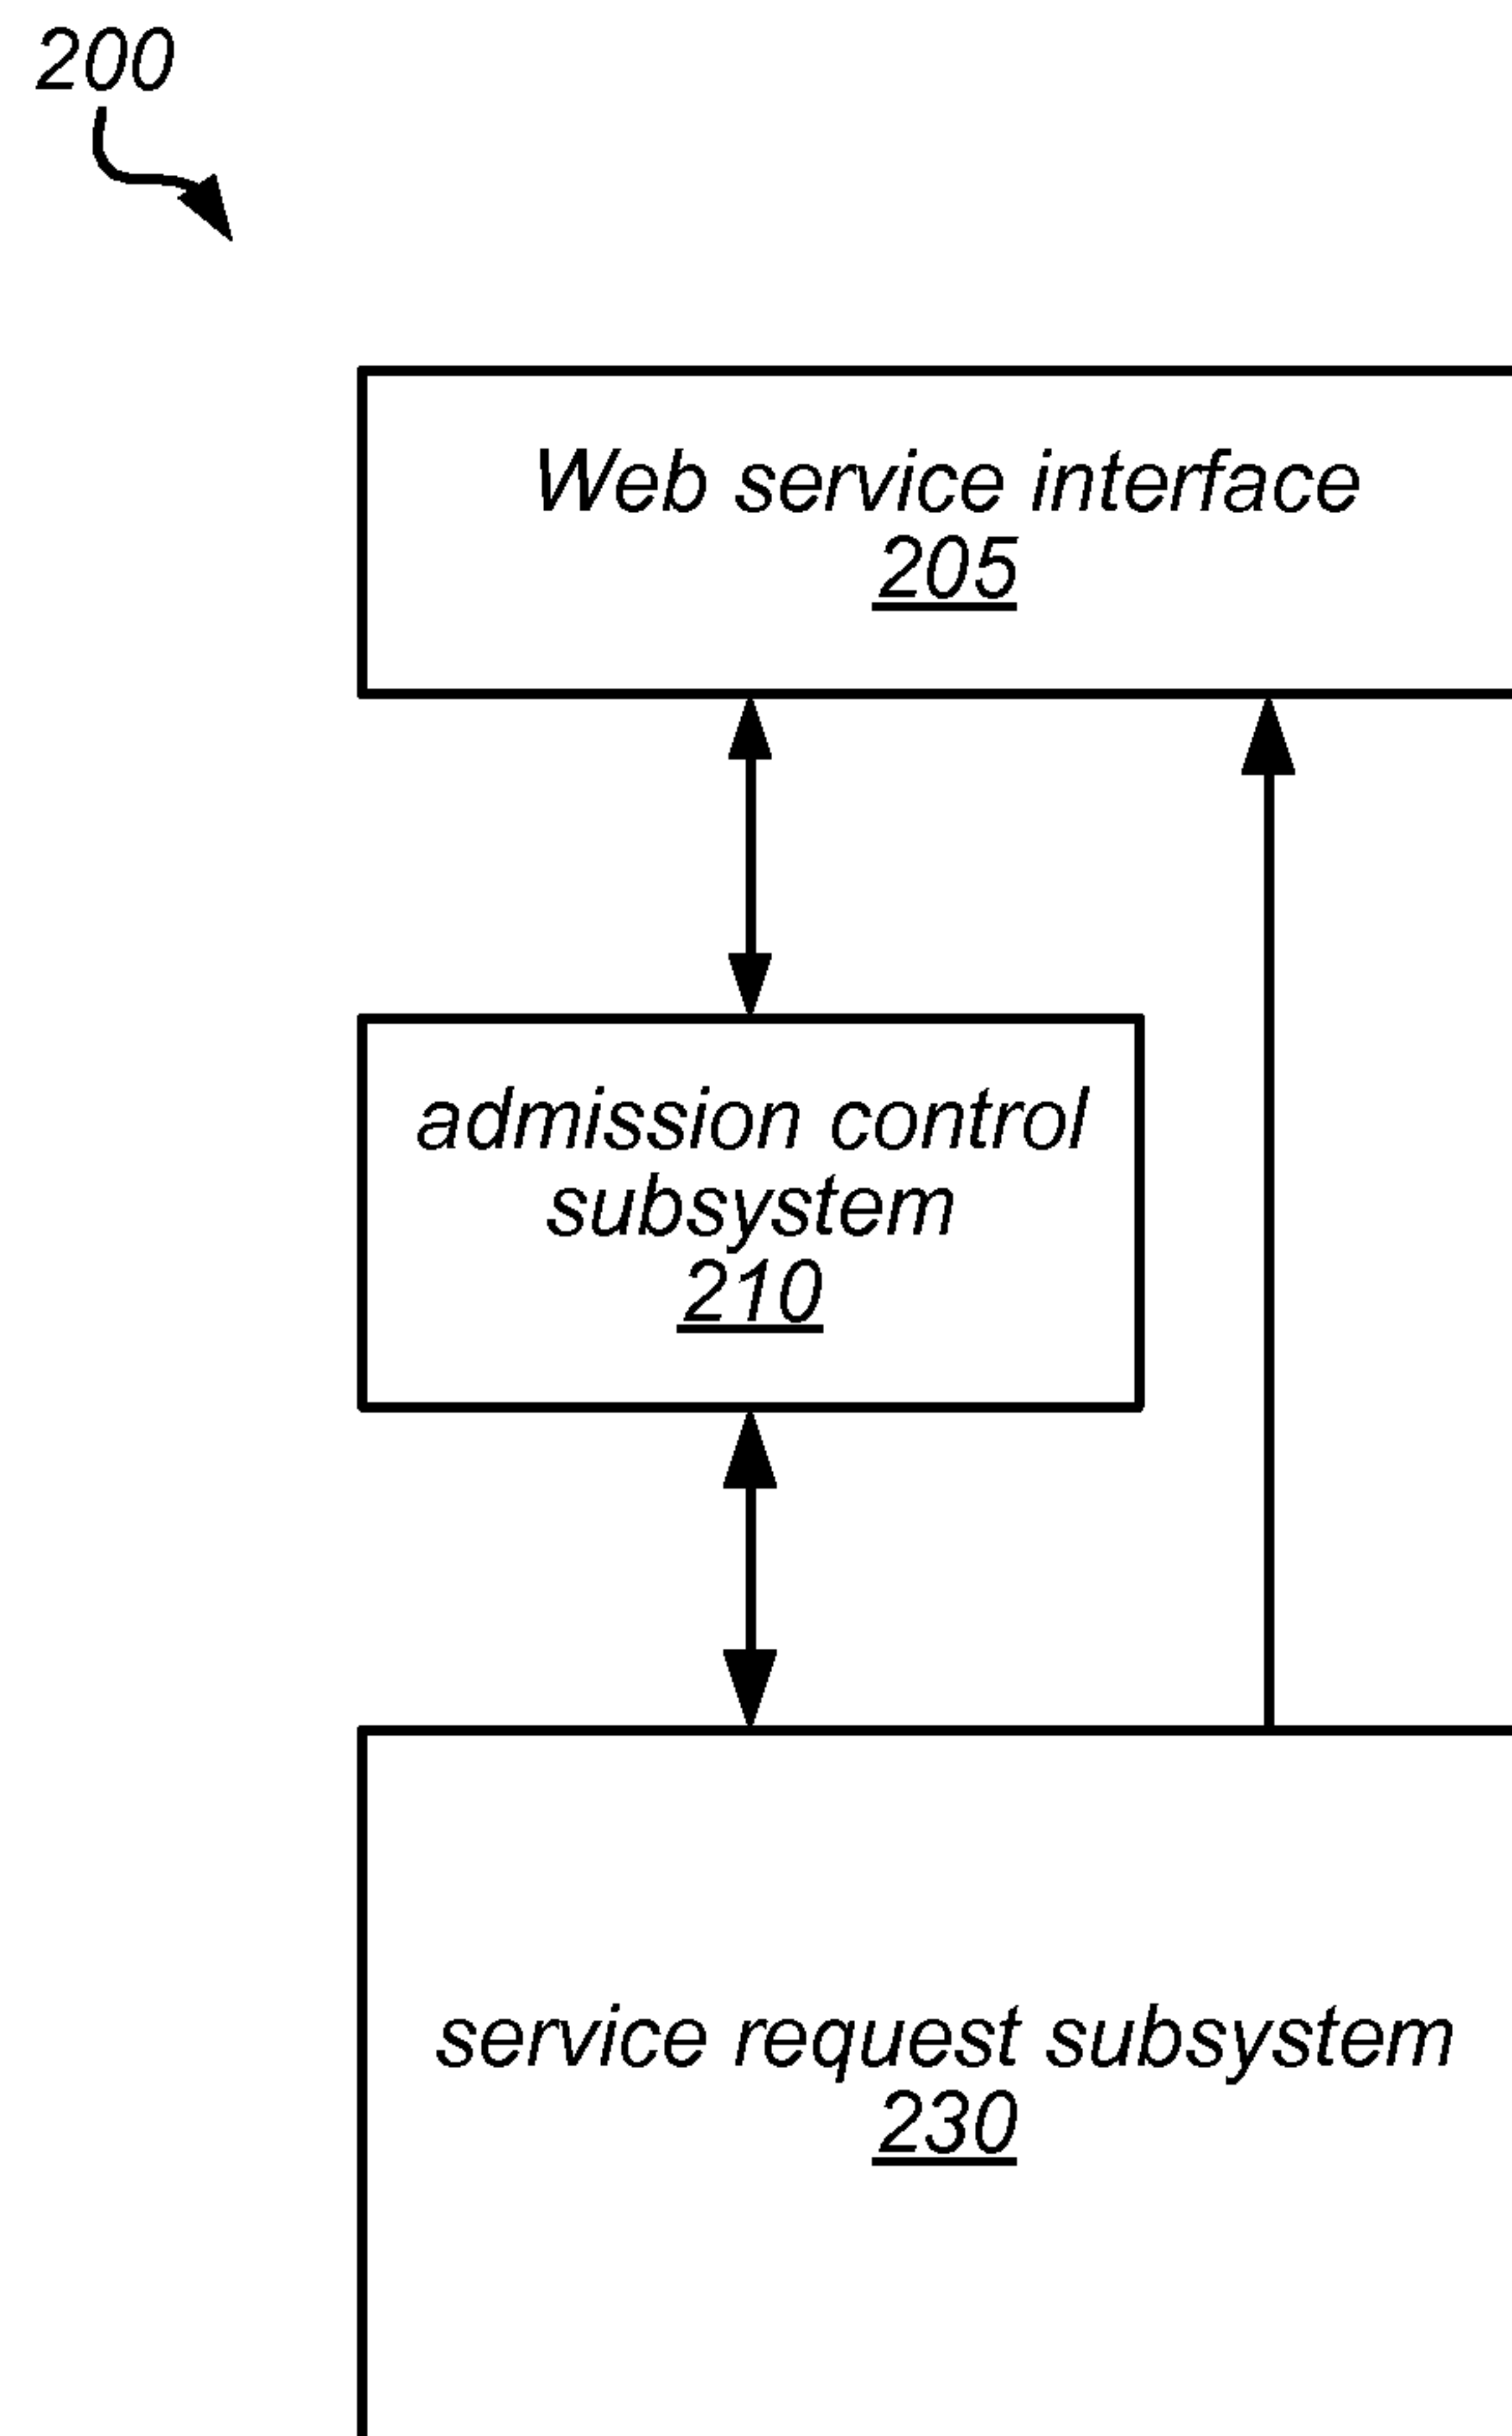 200
Web service interface
205
admission control
subsystem
210
service request subsystem
230